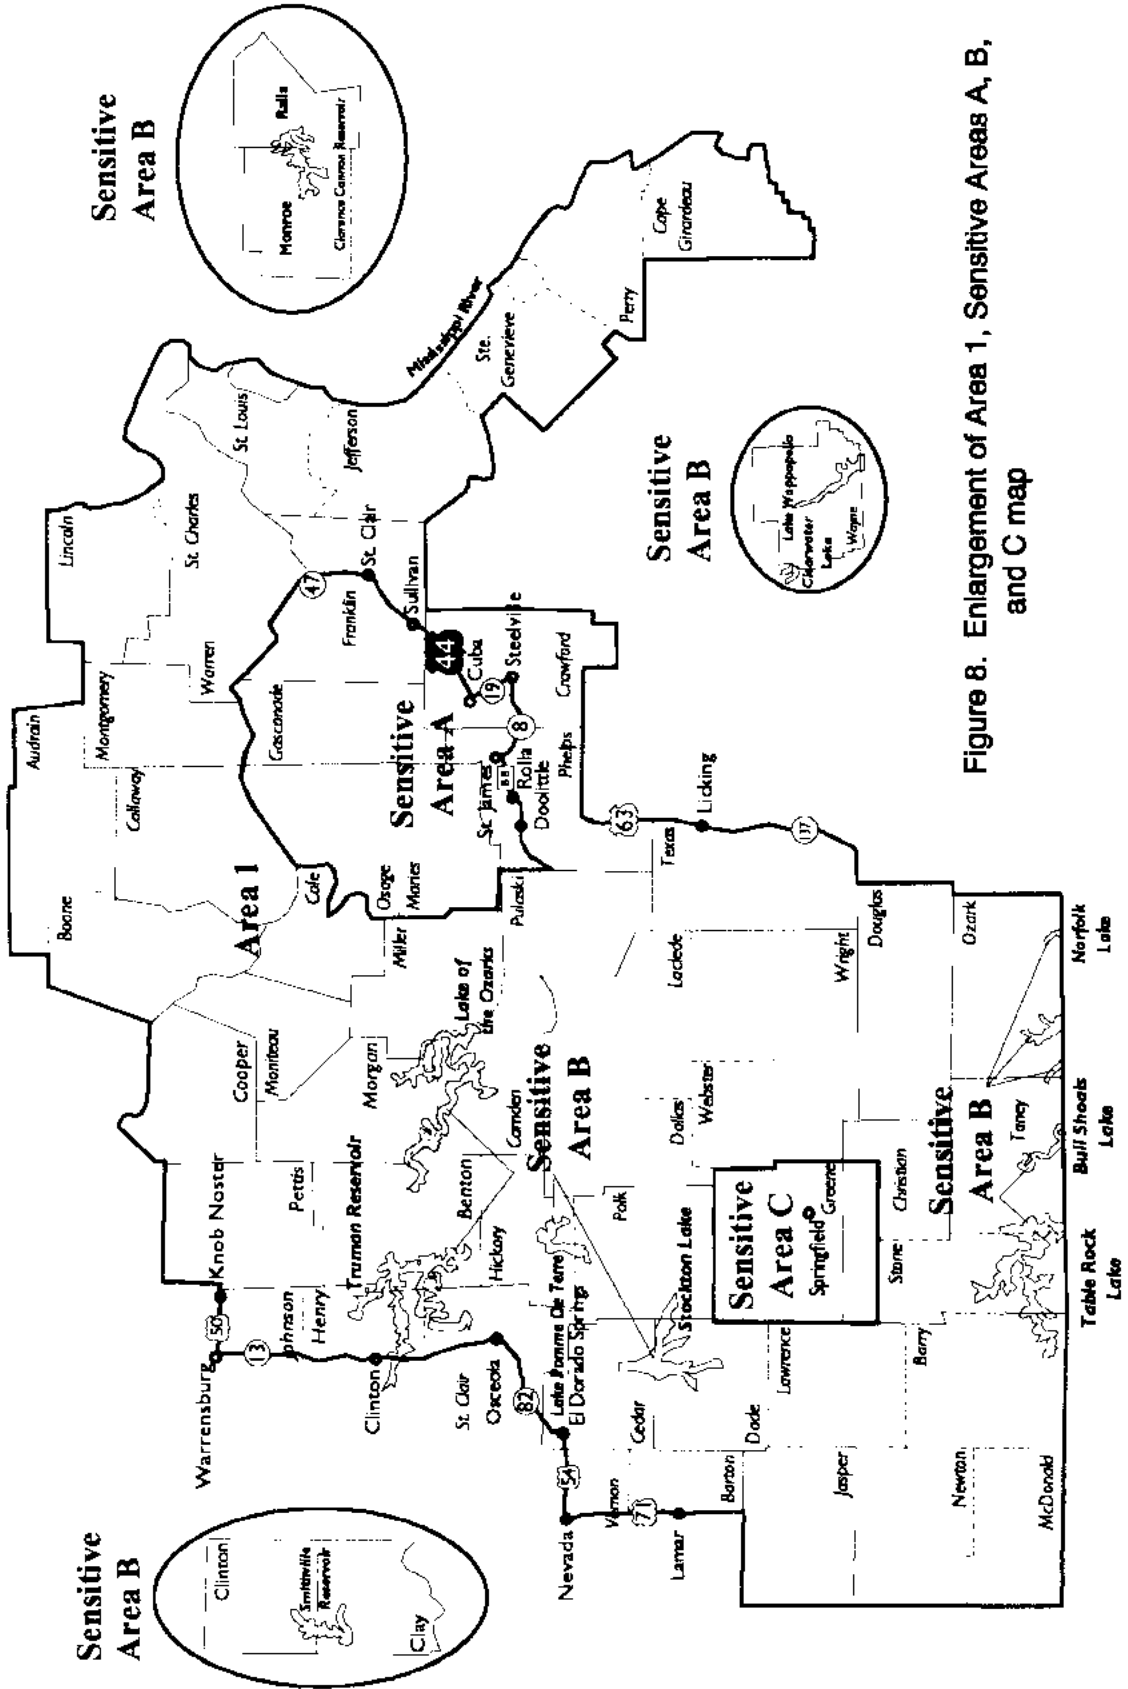 Sensitive
Area B
Clinton
Smithville
Reservoir
Clay
Sensitive
Area B
Monroe
Ralls
Clarence Cannon Reservoir
Sensitive
Area B
Lake Wappapello
Clearwater
Lake
Wayne
Audrain
Boone
Callaway
Montgomery
Lincoln
Warren
St. Charles
St. Louis
Area 1
Cole
Osage
Maries
Gasconade
Franklin
47
St. Clair
Sullivan
Jefferson
Mississippi River
Ste.
Genevieve
Perry
Cape
Girardeau
Sensitive
Area A
44
Cuba
19
Steelville
8
St. James
BB
Rolla
Doolittle
Phelps
Crawford
Pulaski
Miller
Cooper
Moniteau
Morgan
Lake of
the Ozarks
Camden
Warrensburg
50
Knob Noster
13
Johnson
Henry
Pettis
Truman Reservoir
Benton
Hickory
Clinton
St. Clair
Osceola
82
Lake Pomme De Terre
El Dorado Springs
54
Nevada
Vernon
71
Lamar
Barton
Cedar
Dade
Stockton Lake
Polk
Dallas
Webster
Laclede
Sensitive
Area B
63
Texas
Licking
137
Wright
Douglas
Ozark
Sensitive
Area C
Springfield
Greene
Christian
Stone
Lawrence
Barry
Jasper
Newton
McDonald
Sensitive
Area B
Taney
Table Rock
Lake
Bull Shoals
Lake
Norfolk
Lake
Figure 8. Enlargement of Area 1, Sensitive Areas A, B,
and C map